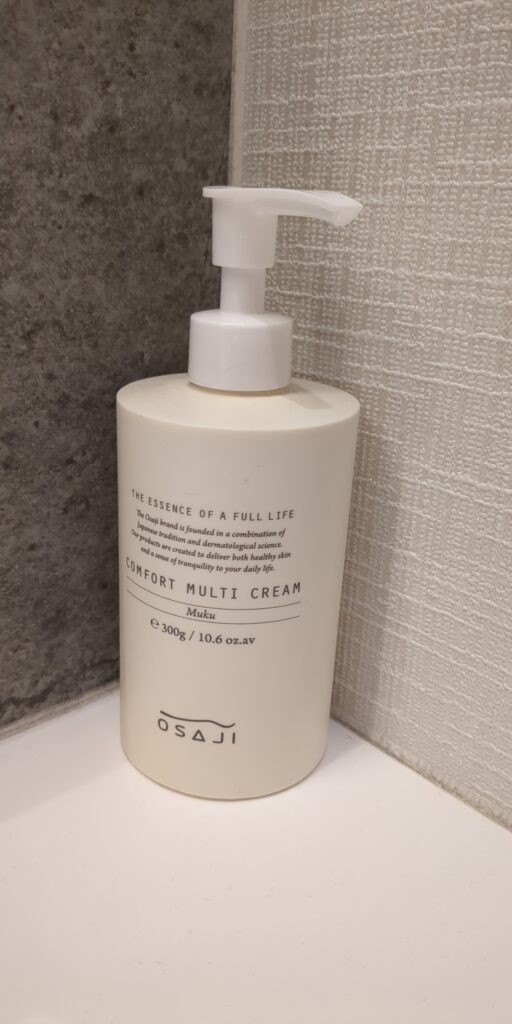 THE ESSENCE OF A FULL LIFE
The Osaji brand is founded in a combination of
Japanese tradition and dermatological science.
Our products are created to deliver both healthy skin
and a sense of tranquility to your daily life.
COMFORT MULTI CREAM
Muku
℮ 300g / 10.6 oz.av
OSAJI